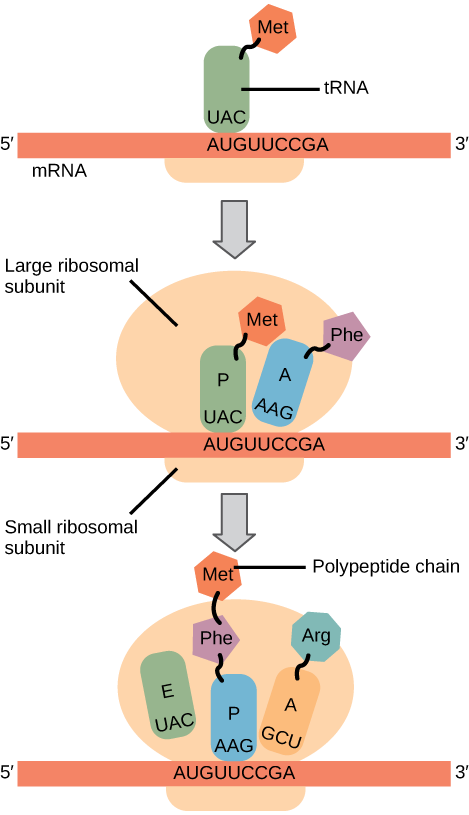 Met
tRNA
UAC
5′ AUGUUCCGA 3′
mRNA
Large ribosomal
subunit
Met
Phe
P A
UAC AAG
5′ AUGUUCCGA 3′
Small ribosomal
subunit
Met
Polypeptide chain
Phe
Arg
E P A
UAC AAG GCU
5′ AUGUUCCGA 3′